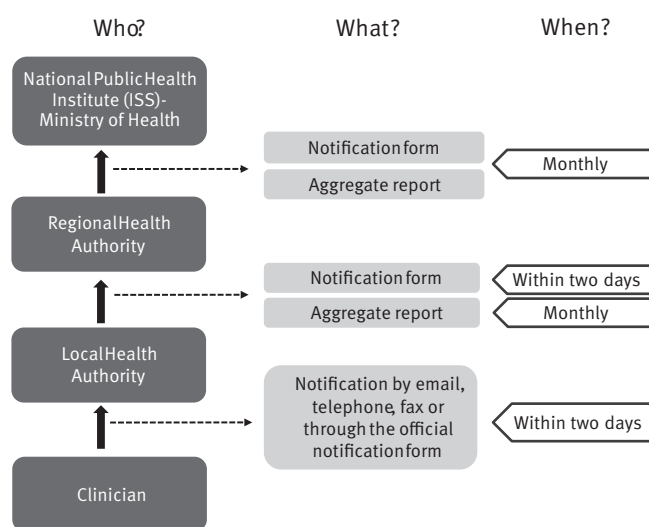 Who?
What?
When?
National Public Health
Institute (ISS)-
Ministry of Health
Notification form
Aggregate report
Monthly
Regional Health
Authority
Notification form
Within two days
Aggregate report
Monthly
Local Health
Authority
Notification by email,
telephone, fax or
through the official
notification form
Within two days
Clinician